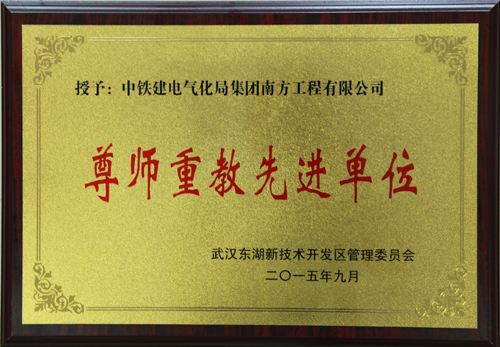 授予：中铁建电气化局集团南方工程有限公司
尊师重教先进单位
武汉东湖新技术开发区管理委员会
二〇一五年九月